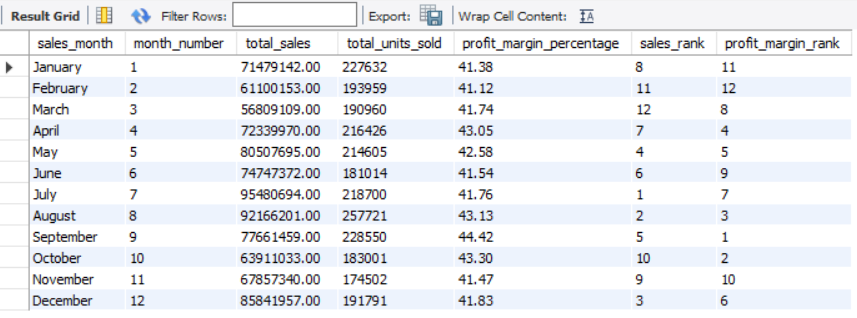 Result Grid Filter Rows: Export: Wrap Cell Content: IA
sales_month month_number total_sales total_units_sold profit_margin_percentage sales_rank profit_margin_rank
January 1 71479142.00 227632 41.38 8 11
February 2 61100153.00 193959 41.12 11 12
March 3 56809109.00 190960 41.74 12 8
April 4 72339970.00 216426 43.05 7 4
May 5 80507695.00 214605 42.58 4 5
June 6 74747372.00 181014 41.54 6 9
July 7 95480694.00 218700 41.76 1 7
August 8 92166201.00 257721 43.13 2 3
September 9 77661459.00 228550 44.42 5 1
October 10 63911033.00 183001 43.30 10 2
November 11 67857340.00 174502 41.47 9 10
December 12 85841957.00 191791 41.83 3 6